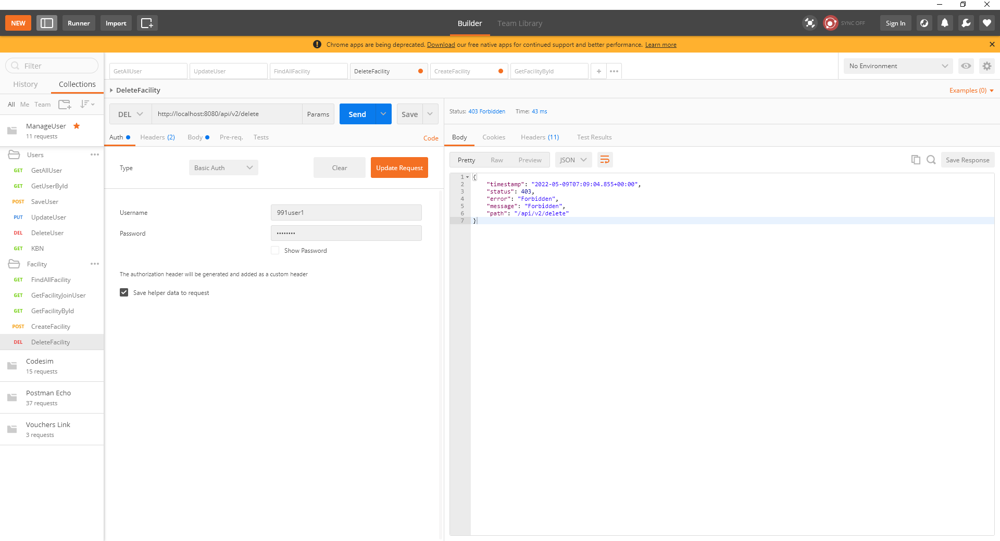 NEW
Runner
Import
Builder
Team Library
SYNC OFF
Sign In
Chrome apps are being deprecated. Download our free native apps for continued support and better performance. Learn more
Filter
History
Collections
All Me Team
ManageUser
11 requests
Users
GET GetAllUser
GET GetUserById
POST SaveUser
PUT UpdateUser
DEL DeleteUser
GET KBN
Facility
GET FindAllFacility
GET GetFacilityJoinUser
GET GetFacilityById
POST CreateFacility
DEL DeleteFacility
Codesim
15 requests
Postman Echo
37 requests
Vouchers Link
3 requests
GetAllUser
UpdateUser
FindAllFacility
DeleteFacility
CreateFacility
GetFacilityById
No Environment
DeleteFacility
Examples (0)
DEL
http://localhost:8080/api/v2/delete
Params
Send
Save
Auth
Headers (2)
Body
Pre-req.
Tests
Code
Type
Basic Auth
Clear
Update Request
Username
991user1
Password
••••••••
Show Password
The authorization header will be generated and added as a custom header
Save helper data to request
Status: 403 Forbidden
Time: 43 ms
Body
Cookies
Headers (11)
Test Results
Pretty
Raw
Preview
JSON
Save Response
1 {
2 "timestamp": "2022-05-09T07:09:04.855+00:00",
3 "status": 403,
4 "error": "Forbidden",
5 "message": "Forbidden",
6 "path": "/api/v2/delete"
7 }